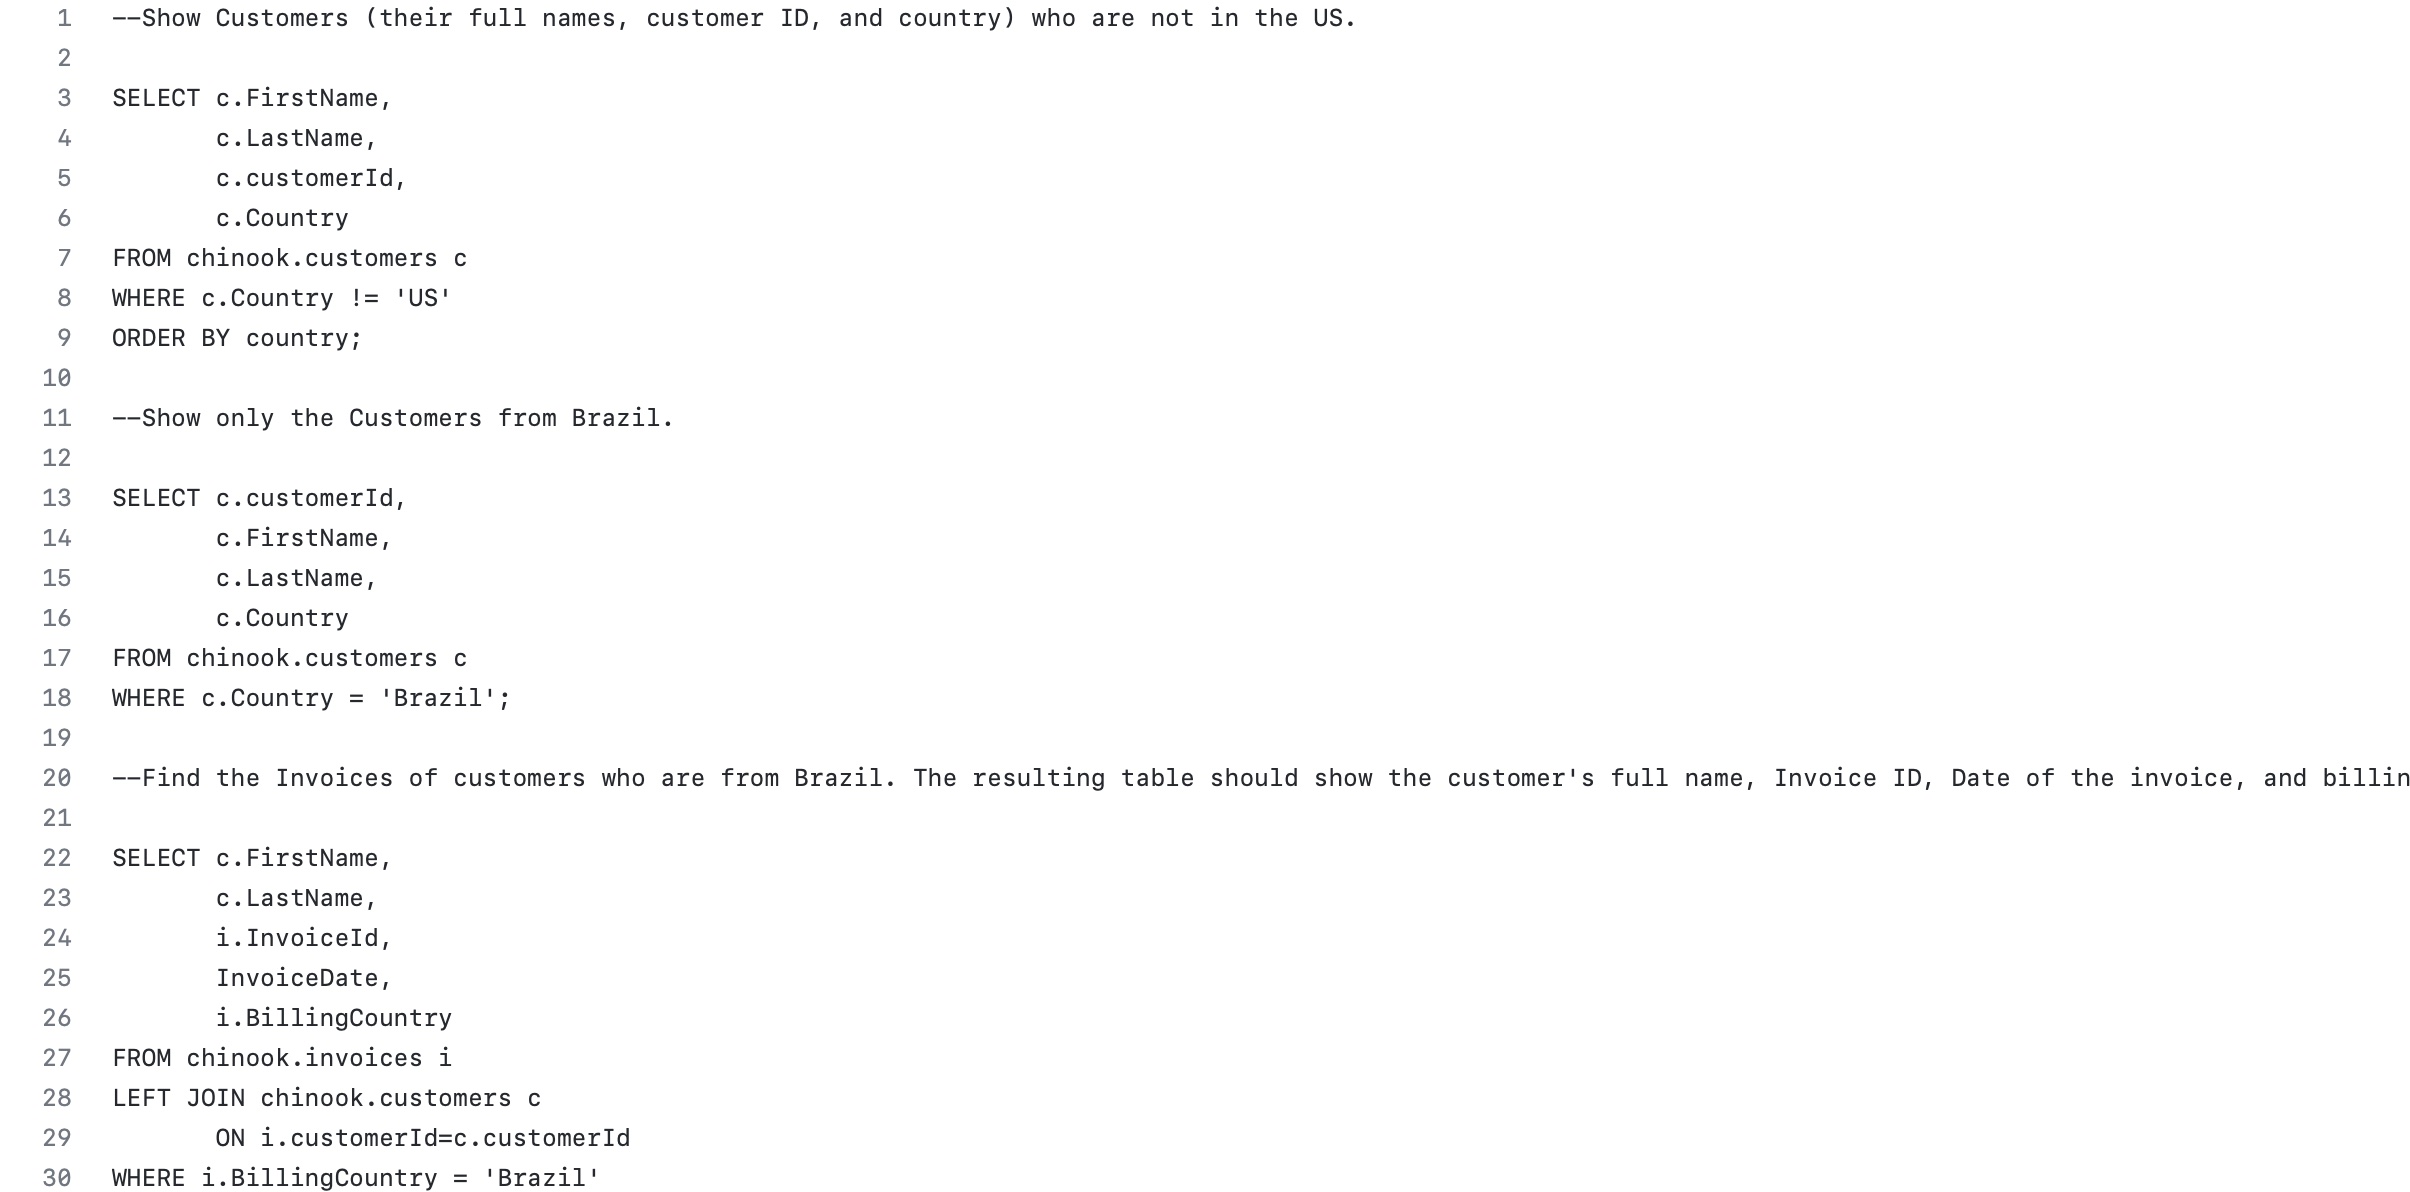 1 --Show Customers (their full names, customer ID, and country) who are not in the US.
2
3 SELECT c.FirstName,
4 c.LastName,
5 c.customerId,
6 c.Country
7 FROM chinook.customers c
8 WHERE c.Country != 'US'
9 ORDER BY country;
10
11 --Show only the Customers from Brazil.
12
13 SELECT c.customerId,
14 c.FirstName,
15 c.LastName,
16 c.Country
17 FROM chinook.customers c
18 WHERE c.Country = 'Brazil';
19
20 --Find the Invoices of customers who are from Brazil. The resulting table should show the customer's full name, Invoice ID, Date of the invoice, and billin
21
22 SELECT c.FirstName,
23 c.LastName,
24 i.InvoiceId,
25 InvoiceDate,
26 i.BillingCountry
27 FROM chinook.invoices i
28 LEFT JOIN chinook.customers c
29 ON i.customerId=c.customerId
30 WHERE i.BillingCountry = 'Brazil'